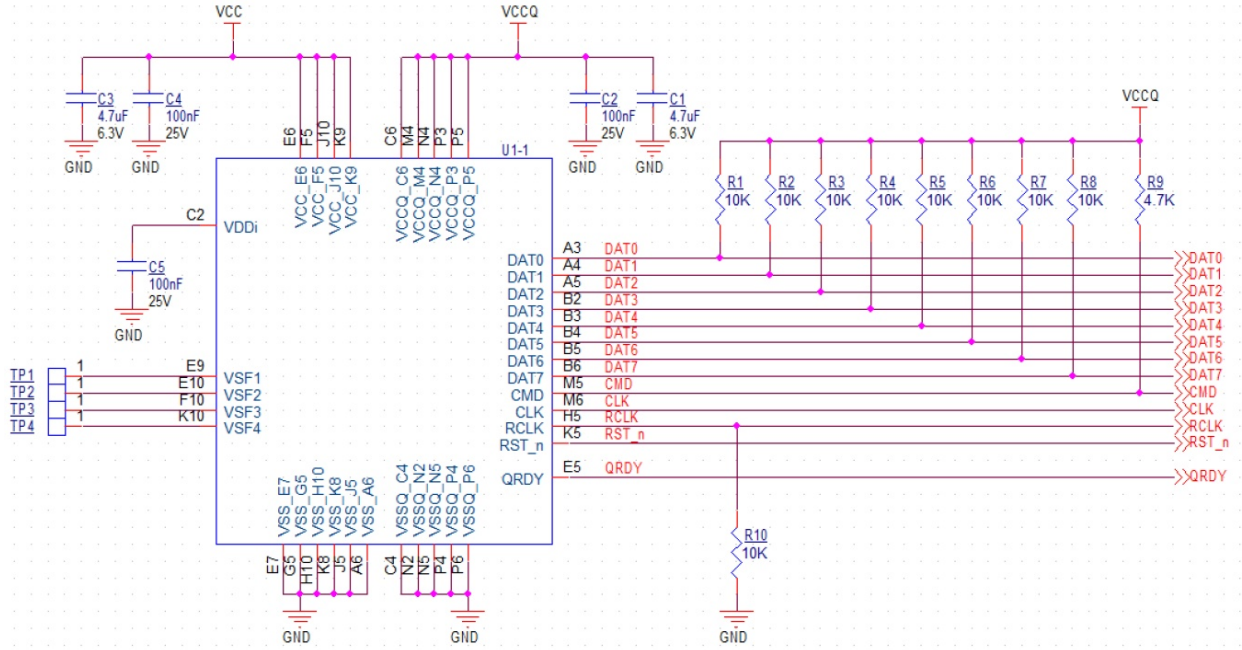 VCC
VCCQ
C3
4.7uF
6.3V
GND
C4
100nF
25V
GND
C2
100nF
25V
GND
C1
4.7uF
6.3V
GND
VCCQ
E6
F5
J10
K9
C6
M4
N4
P3
P5
U1-1
VCC_E6
VCC_F5
VCC_J10
VCC_K9
VCCQ_C6
VCCQ_M4
VCCQ_N4
VCCQ_P3
VCCQ_P5
R1
10K
R2
10K
R3
10K
R4
10K
R5
10K
R6
10K
R7
10K
R8
10K
R9
4.7K
C2
VDDi
C5
100nF
25V
GND
DAT0 A3 DAT0 DAT0
DAT1 A4 DAT1 DAT1
DAT2 A5 DAT2 DAT2
DAT3 B2 DAT3 DAT3
DAT4 B3 DAT4 DAT4
DAT5 B4 DAT5 DAT5
DAT6 B5 DAT6 DAT6
DAT7 B6 DAT7 DAT7
CMD M5 CMD CMD
CLK M6 CLK CLK
RCLK H5 RCLK RCLK
RST_n K5 RST_n RST_n
QRDY E5 QRDY QRDY
TP1 1 E9 VSF1
TP2 1 E10 VSF2
TP3 1 F10 VSF3
TP4 1 K10 VSF4
VSS_E7
VSS_G5
VSS_H10
VSS_K8
VSS_J5
VSS_A6
VSSQ_C4
VSSQ_N2
VSSQ_N5
VSSQ_P4
VSSQ_P6
E7
G5
H10
K8
J5
A6
C4
N2
N5
P4
P6
GND
GND
R10
10K
GND